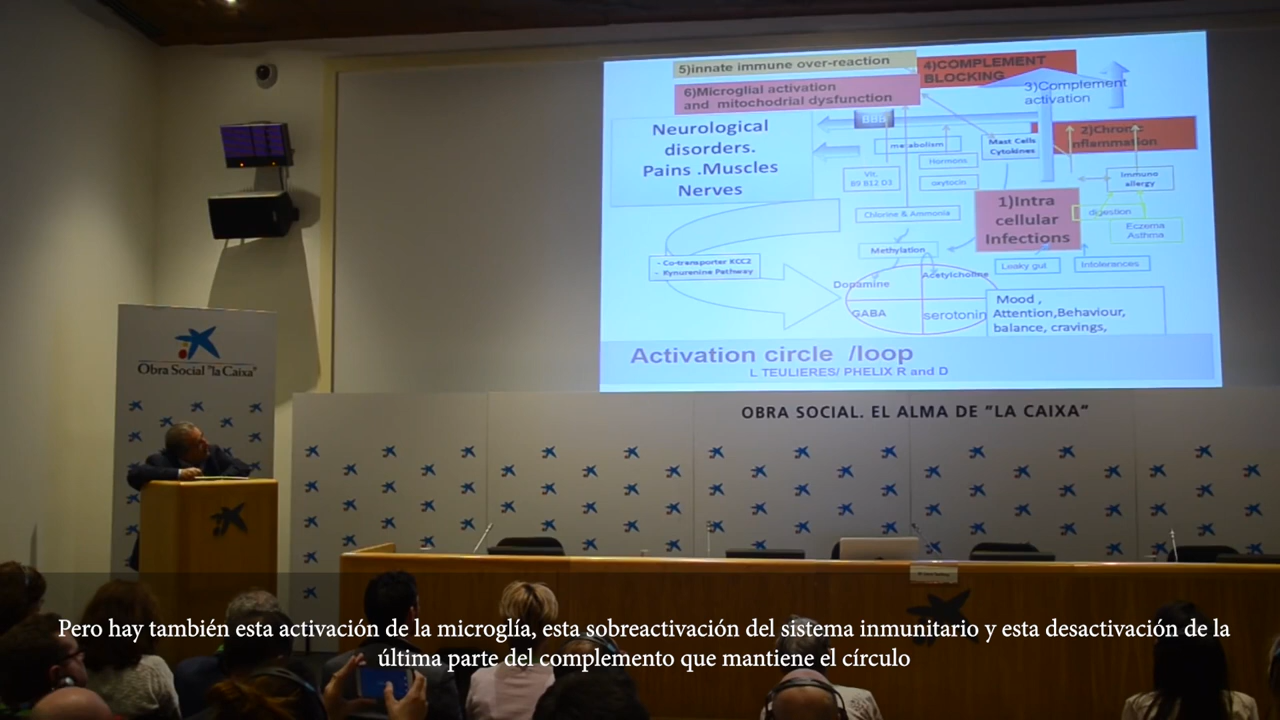 5)innate immune over-reaction
4)COMPLEMENT
BLOCKING
6)Microglial activation
and mitochodrial dysfunction
3)Complement
activation
Neurological
disorders.
Pains .Muscles
Nerves
BBB
metabolixm
Mast Cells
Cytokines
2)Chronic
nflammation
Hormons
Vit,
B9 B12 D3
oxytocin
Immuno
allergy
1)Intra
cellular
Infections
Chlorine & Ammonia
digestion
Eczema
Asthma
Methylation
- Co-transporter KCC2
- Kynurenine Pathway
Leaky gut
Intolerances
Dopamine
Acetylcholine
GABA
serotonin
Mood ,
Attention,Behaviour,
balance, cravings,
Activation circle /loop
L TEULIERES/ PHELIX R and D
Obra Social "la Caixa"
OBRA SOCIAL. EL ALMA DE "LA CAIXA"
Pero hay también esta activación de la microglía, esta sobreactivación del sistema inmunitario y esta desactivación de la
última parte del complemento que mantiene el círculo